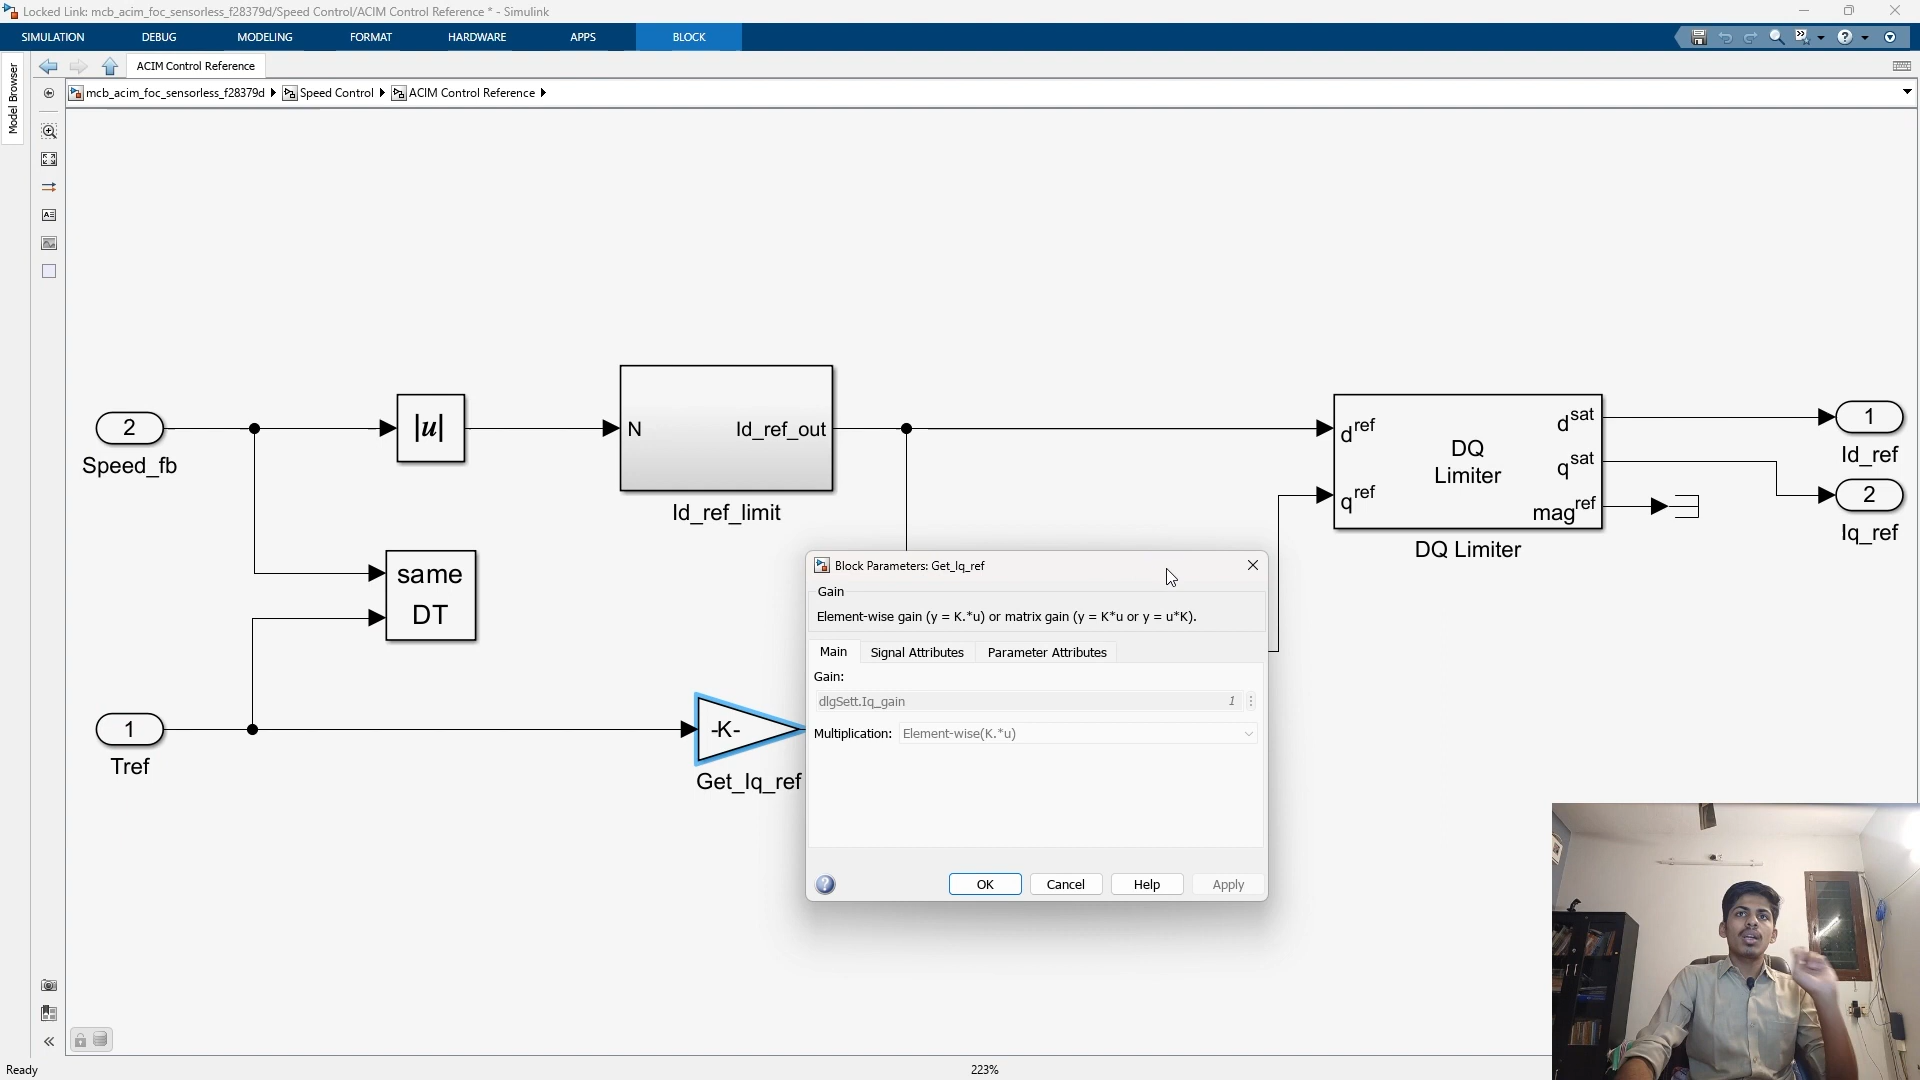 Locked Link: mcb_acim_foc_sensorless_f28379d/Speed Control/ACIM Control Reference * - Simulink
SIMULATION DEBUG MODELING FORMAT HARDWARE APPS BLOCK
Model Browser
ACIM Control Reference
mcb_acim_foc_sensorless_f28379d Speed Control ACIM Control Reference
2
Speed_fb
|u|
N Id_ref_out
Id_ref_limit
same
DT
1
Tref
-K-
Get_Iq_ref
dref
qref
DQ
Limiter
dsat
qsat
magref
DQ Limiter
1
Id_ref
2
Iq_ref
Block Parameters: Get_Iq_ref
Gain
Element-wise gain (y = K.*u) or matrix gain (y = K*u or y = u*K).
Main Signal Attributes Parameter Attributes
Gain:
dlgSett.Iq_gain 1
Multiplication: Element-wise(K.*u)
OK Cancel Help Apply
Ready 223%